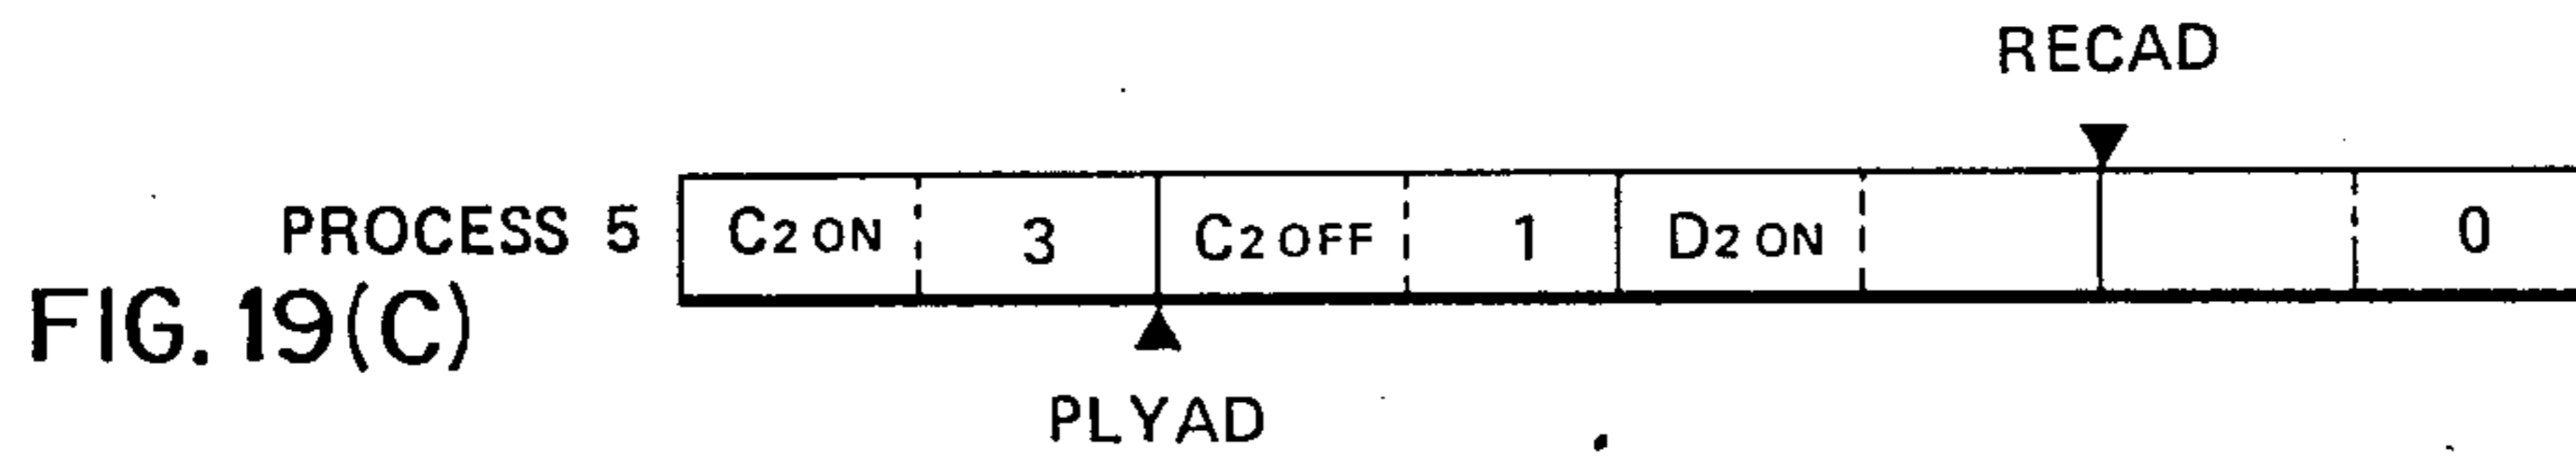 RECAD
PROCESS 5 C2 ON 3 C2 OFF 1 D2 ON 0
FIG. 19(C)
PLYAD